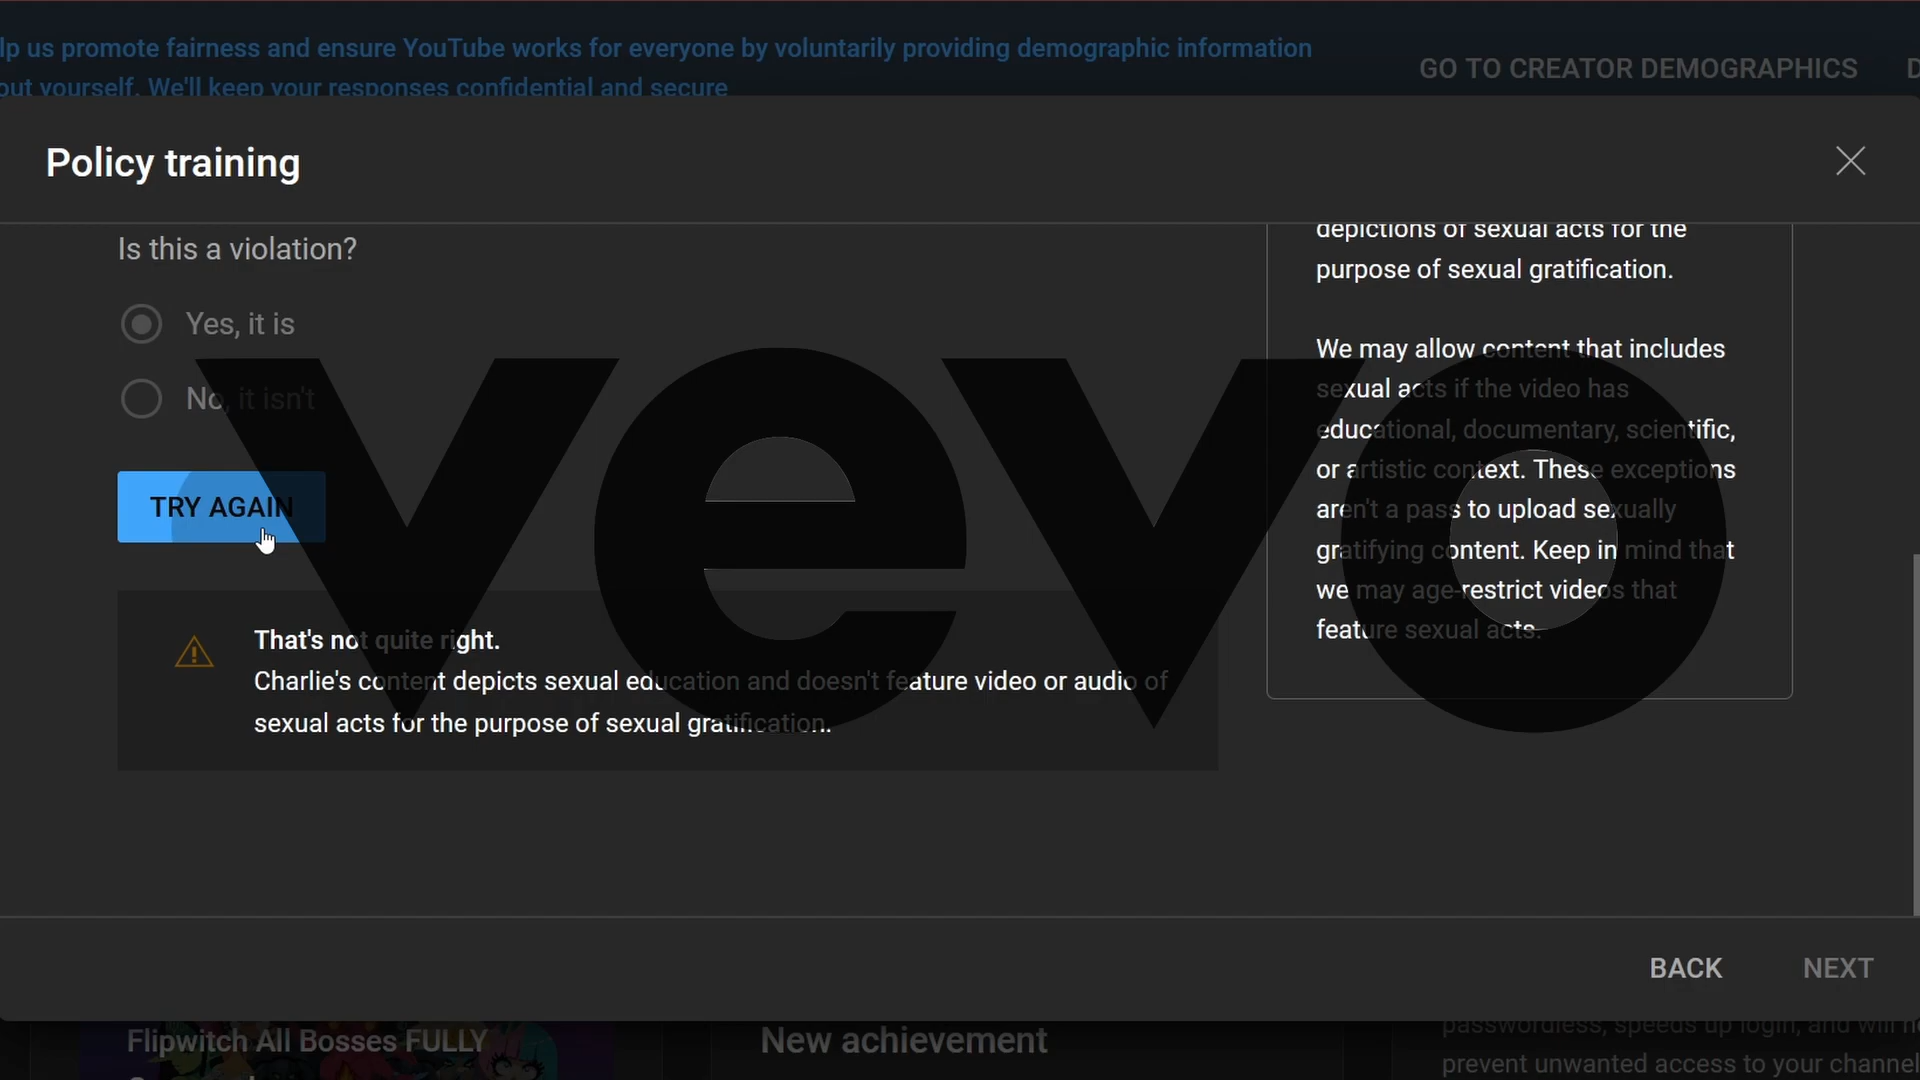 lp us promote fairness and ensure YouTube works for everyone by voluntarily providing demographic information
out yourself. We'll keep your responses confidential and secure
GO TO CREATOR DEMOGRAPHICS
Policy training
Is this a violation?
Yes, it is
No, it isn't
TRY AGAIN
That's not quite right.
Charlie's content depicts sexual education and doesn't feature video or audio of
sexual acts for the purpose of sexual gratification.
depictions of sexual acts for the
purpose of sexual gratification.
We may allow content that includes
sexual acts if the video has
educational, documentary, scientific,
or artistic context. These exceptions
aren't a pass to upload sexually
gratifying content. Keep in mind that
we may age-restrict videos that
feature sexual acts.
vevo
BACK
NEXT
Flipwitch All Bosses FULLY
New achievement
passwordless, speeds up login, and will
prevent unwanted access to your channel